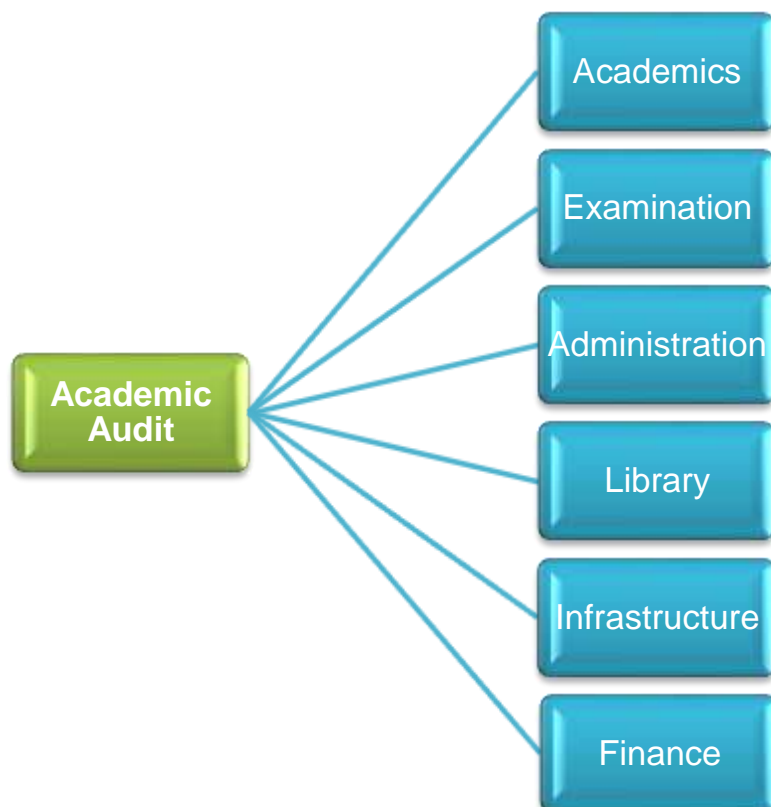 Academics
Examination
Administration
Academic
Audit
Library
Infrastructure
Finance